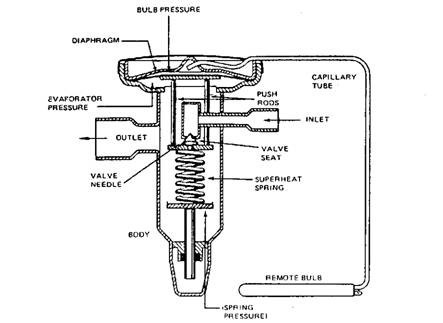 BULB PRESSURE
DIAPHRAGM
CAPILLARY
TUBE
EVAPORATOR
PRESSURE
PUSH
RODS
INLET
OUTLET
VALVE
SEAT
VALVE
NEEDLE
SUPERHEAT
SPRING
BODY
REMOTE BULB
(SPRING
PRESSURE)